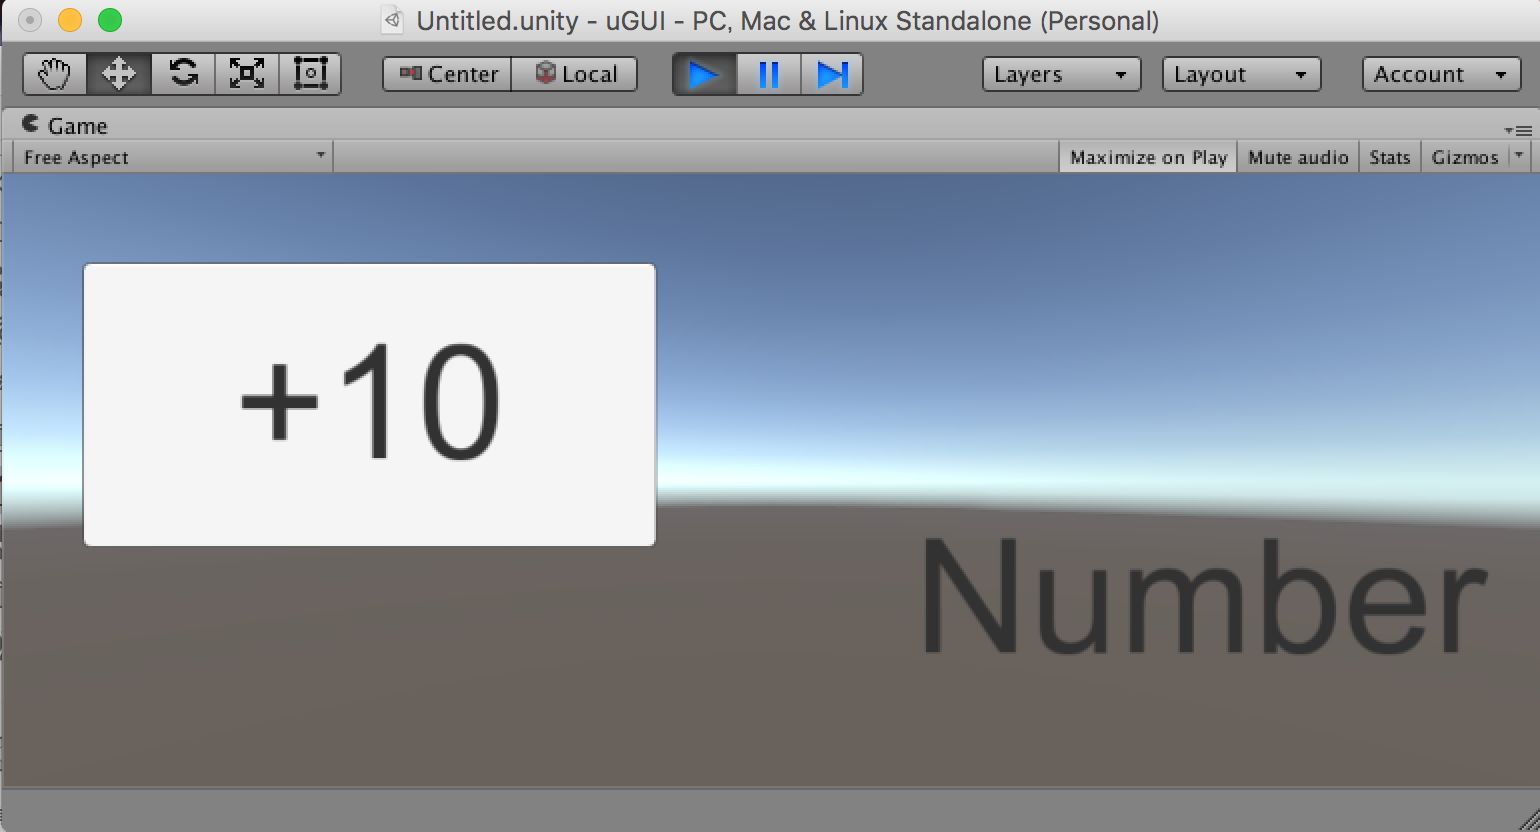 Untitled.unity - uGUI - PC, Mac & Linux Standalone (Personal)
Center Local Layers Layout Account
Game
Free Aspect Maximize on Play Mute audio Stats Gizmos
+10
Number